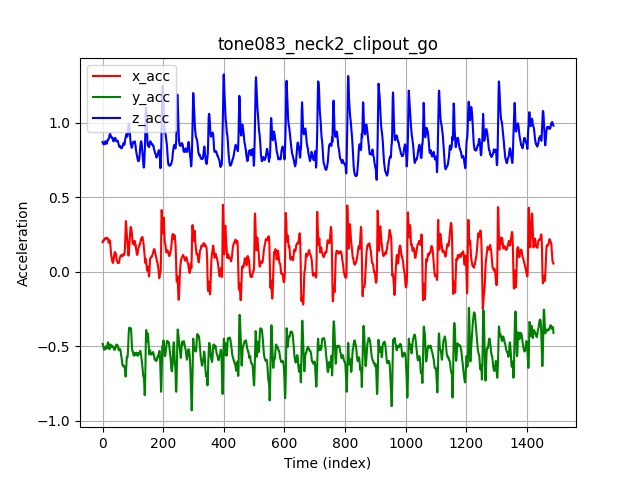 tone083_neck2_clipout_go
x_acc
y_acc
z_acc
1.0
0.5
0.0
−0.5
−1.0
Acceleration
0 200 400 600 800 1000 1200 1400
Time (index)